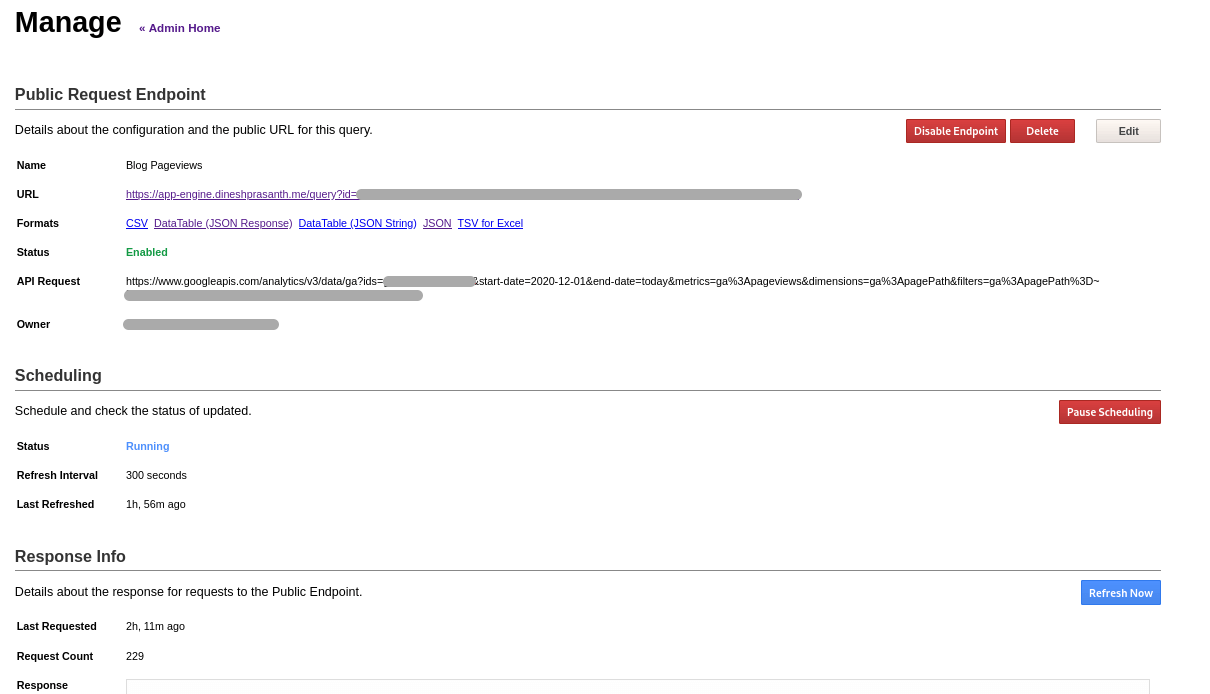 Manage « Admin Home
Public Request Endpoint
Details about the configuration and the public URL for this query.
Disable Endpoint Delete Edit
Name Blog Pageviews
URL https://app-engine.dineshprasanth.me/query?id=
Formats CSV DataTable (JSON Response) DataTable (JSON String) JSON TSV for Excel
Status Enabled
API Request https://www.googleapis.com/analytics/v3/data/ga?ids= &start-date=2020-12-01&end-date=today&metrics=ga%3Apageviews&dimensions=ga%3ApagePath&filters=ga%3ApagePath%3D~
Owner
Scheduling
Schedule and check the status of updated.
Pause Scheduling
Status Running
Refresh Interval 300 seconds
Last Refreshed 1h, 56m ago
Response Info
Details about the response for requests to the Public Endpoint.
Refresh Now
Last Requested 2h, 11m ago
Request Count 229
Response